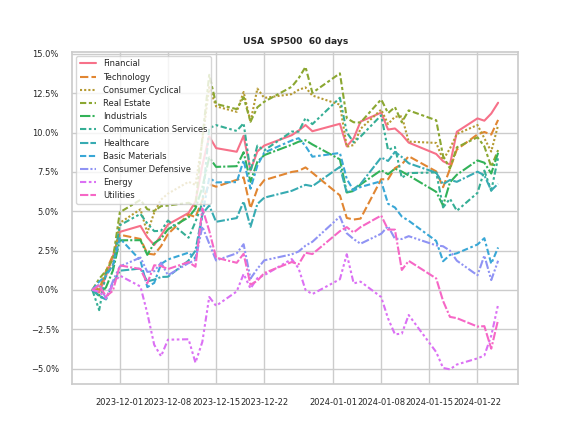 USA  SP500  60 days
15.0%
12.5%
10.0%
7.5%
5.0%
2.5%
0.0%
−2.5%
−5.0%
Financial
Technology
Consumer Cyclical
Real Estate
Industrials
Communication Services
Healthcare
Basic Materials
Consumer Defensive
Energy
Utilities
2023-12-01
2023-12-08
2023-12-15
2023-12-22
2024-01-01
2024-01-08
2024-01-15
2024-01-22